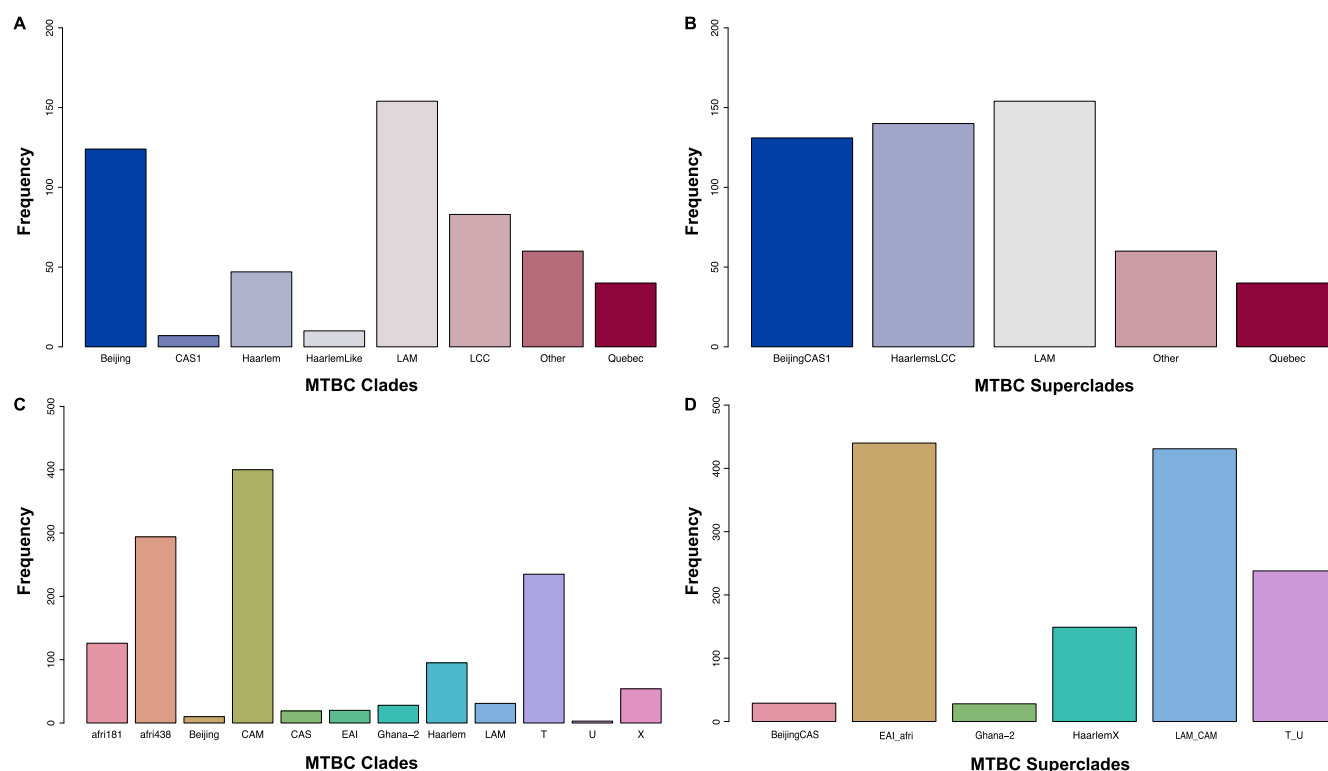 A
Frequency
200
150
100
50
0
Beijing CAS1 Haarlem HaarlemLike LAM LCC Other Quebec
MTBC Clades
B
Frequency
200
150
100
50
0
BeijingCAS1 HaarlemsLCC LAM Other Quebec
MTBC Superclades
C
Frequency
500
400
300
200
100
0
afri181 afri438 Beijing CAM CAS EAI Ghana−2 Haarlem LAM T U X
MTBC Clades
D
Frequency
500
400
300
200
100
0
BeijingCAS EAI_afri Ghana−2 HaarlemX LAM_CAM T_U
MTBC Superclades